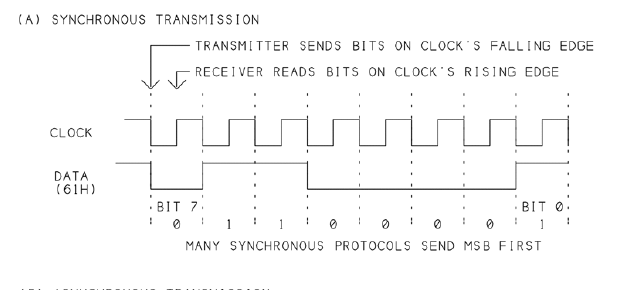 (A) SYNCHRONOUS TRANSMISSION
TRANSMITTER SENDS BITS ON CLOCK'S FALLING EDGE
RECEIVER READS BITS ON CLOCK'S RISING EDGE
CLOCK
DATA
(61H)
BIT 7 BIT 0
0 1 1 0 0 0 0 1
MANY SYNCHRONOUS PROTOCOLS SEND MSB FIRST